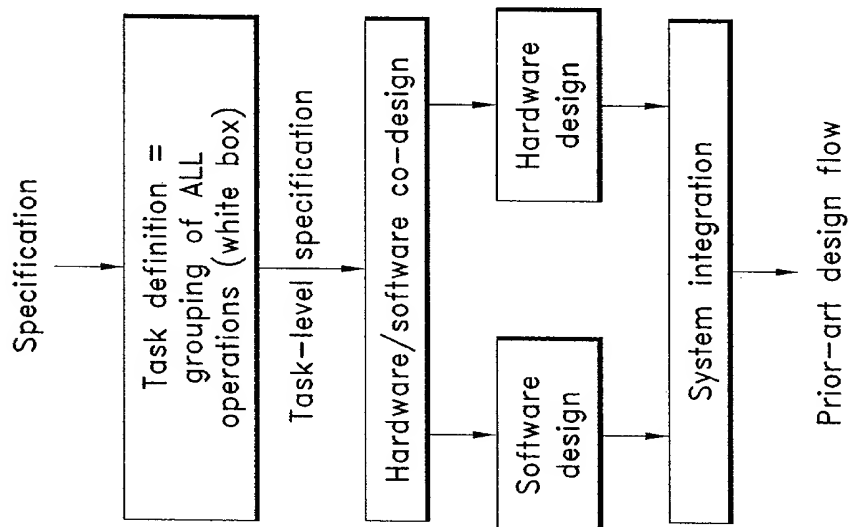 Specification
Task definition =
grouping of ALL
operations (white box)
Task-level specification
Hardware/software co-design
Software
design
Hardware
design
System integration
Prior-art design flow